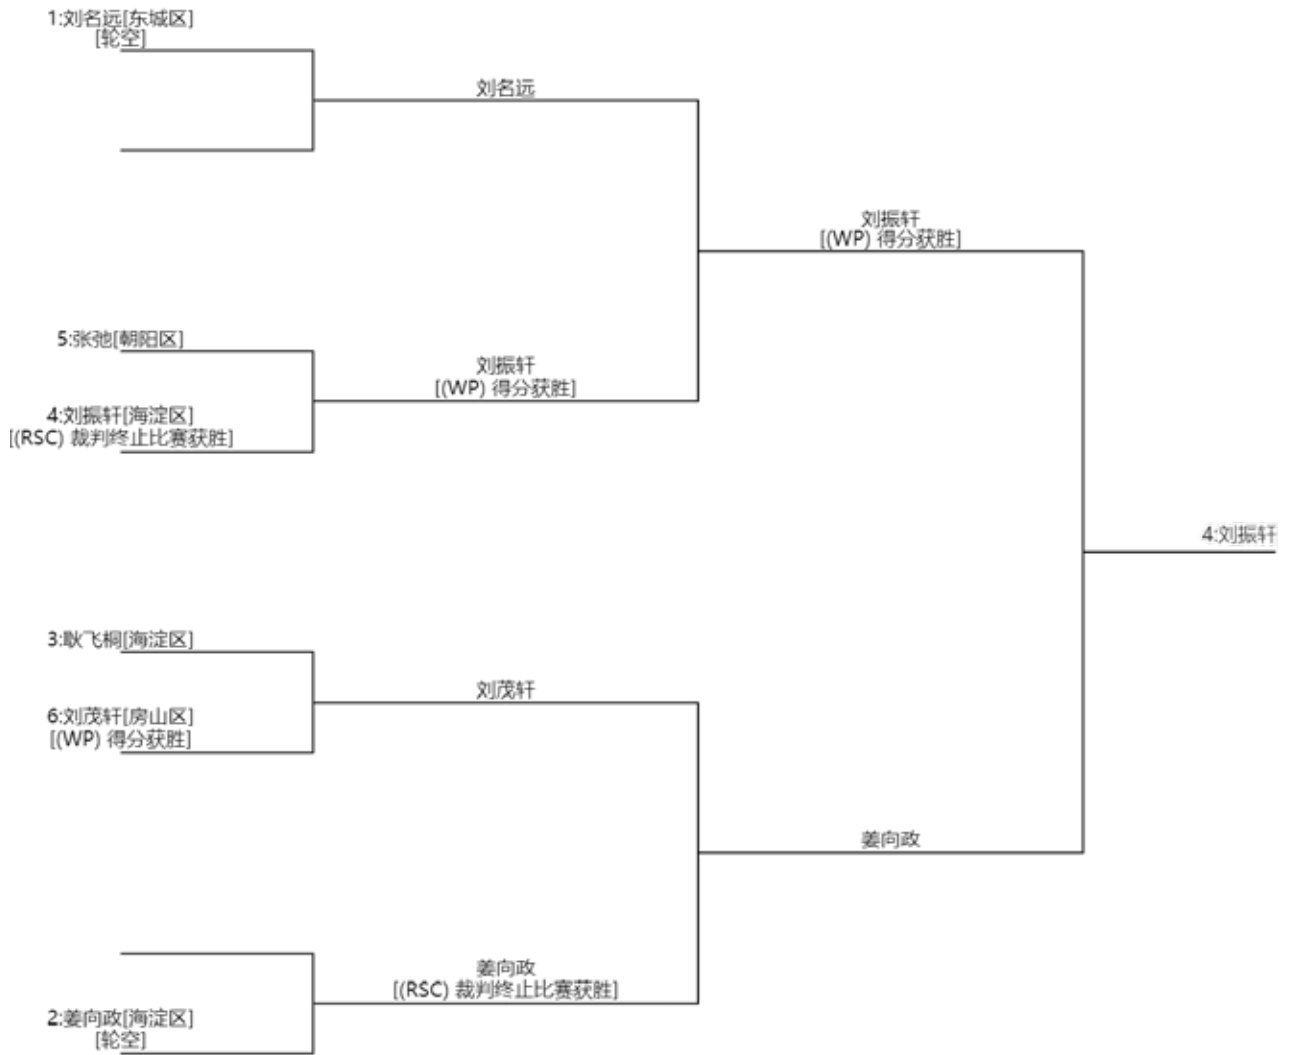 1:刘名远[东城区]
[轮空]
刘名远
刘振轩
[(WP) 得分获胜]
5:张弛[朝阳区]
刘振轩
[(WP) 得分获胜]
4:刘振轩[海淀区]
[(RSC) 裁判终止比赛获胜]
4:刘振轩
3:耿飞桐[海淀区]
刘茂轩
6:刘茂轩[房山区]
[(WP) 得分获胜]
姜向政
姜向政
[(RSC) 裁判终止比赛获胜]
2:姜向政[海淀区]
[轮空]